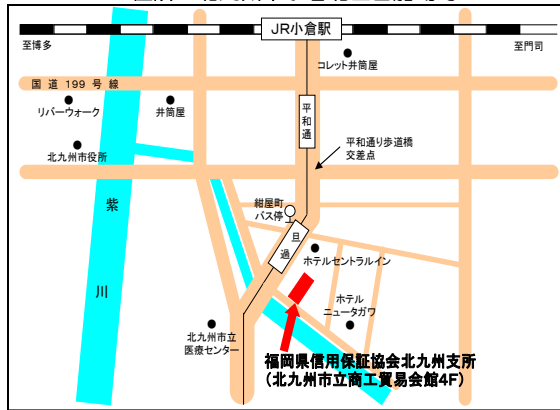 JR小倉駅
至博多
至門司
コレット井筒屋
国道199号線
リバーウォーク
井筒屋
平和通
北九州市役所
平和通り歩道橋
交差点
紫川
紺屋町
バス停
旦過
ホテルセントラルイン
ホテル
ニュータガワ
北九州市立
医療センター
福岡県信用保証協会北九州支所
(北九州市立商工貿易会館4F)